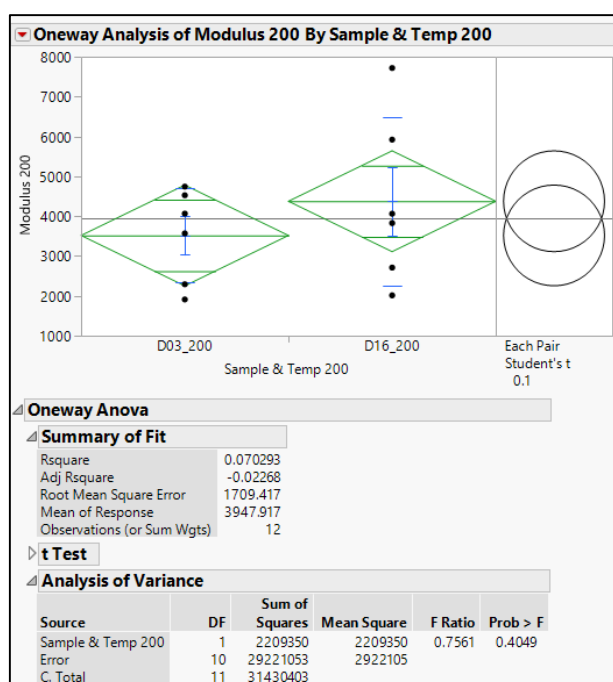 Oneway Analysis of Modulus 200 By Sample & Temp 200
8000
7000
6000
5000
4000
3000
2000
1000
Modulus 200
D03_200 D16_200
Sample & Temp 200
Each Pair
Student's t
0.1
Oneway Anova
Summary of Fit
Rsquare 0.070293
Adj Rsquare -0.02268
Root Mean Square Error 1709.417
Mean of Response 3947.917
Observations (or Sum Wgts) 12
t Test
Analysis of Variance
Sum of
Source DF Squares Mean Square F Ratio Prob > F
Sample & Temp 200 1 2209350 2209350 0.7561 0.4049
Error 10 29221053 2922105
C. Total 11 31430403